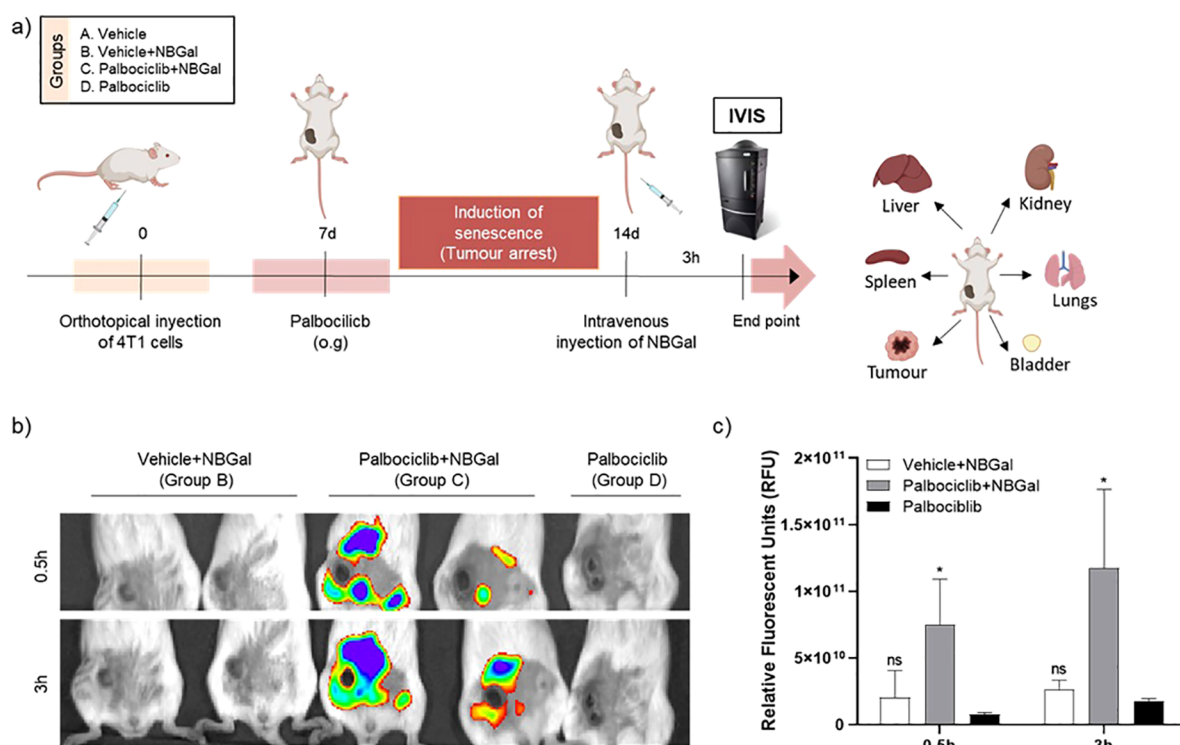 a)
Groups
A. Vehicle
B. Vehicle+NBGal
C. Palbociclib+NBGal
D. Palbociclib
IVIS
0
7d
Induction of
senescence
(Tumour arrest)
14d
3h
Orthotopical inyection
of 4T1 cells
Palbocilicb
(o.g)
Intravenous
inyection of NBGal
End point
Liver
Kidney
Spleen
Lungs
Tumour
Bladder
b)
Vehicle+NBGal
(Group B)
Palbociclib+NBGal
(Group C)
Palbociclib
(Group D)
0.5h
3h
c)
Relative Fluorescent Units (RFU)
2×10¹¹
1.5×10¹¹
1×10¹¹
5×10¹⁰
0
Vehicle+NBGal
Palbociclib+NBGal
Palbociblib
ns
*
ns
*
0.5h
3h